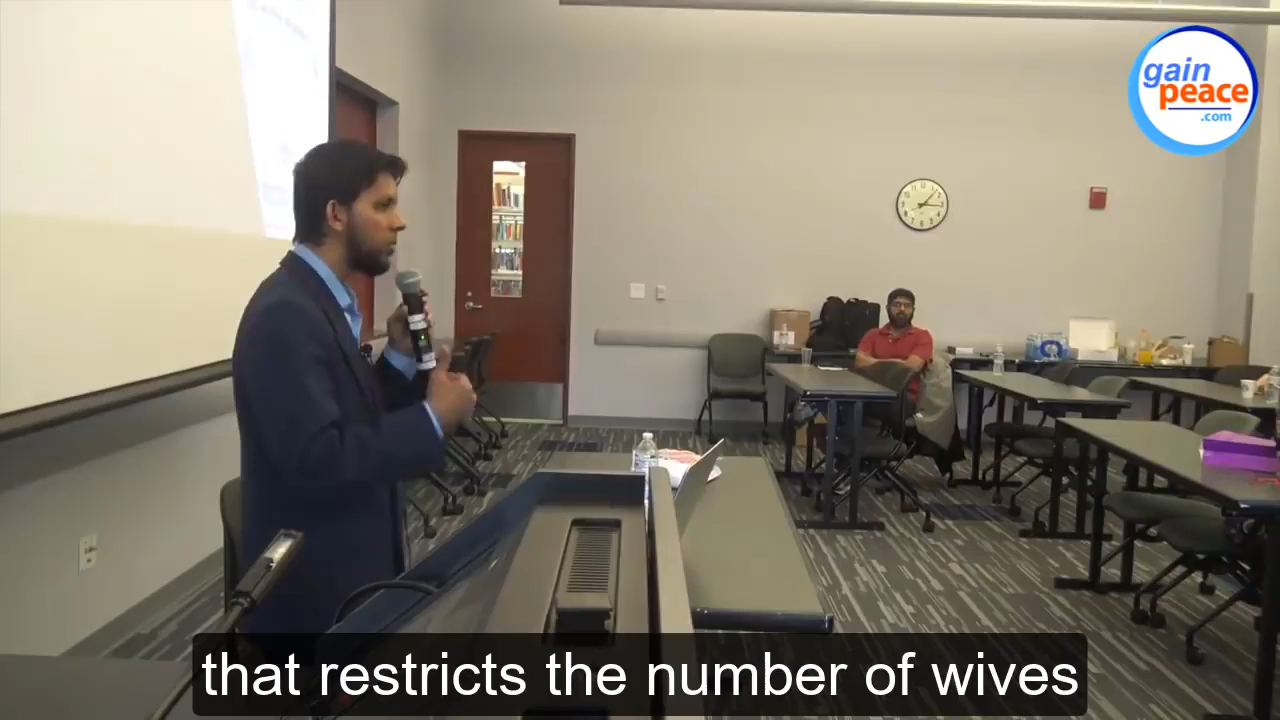 gain
peace
.com
that restricts the number of wives